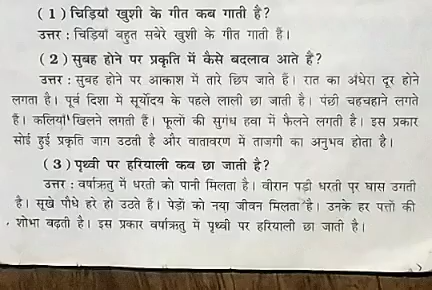 ( 1 ) चिड़ियाँ खुशी के गीत कब गाती हैं?
उत्तर : चिड़ियाँ बहुत सबेरे खुशी के गीत गाती हैं।
( 2 ) सुबह होने पर प्रकृति में कैसे बदलाव आते हैं?
उत्तर : सुबह होने पर आकाश में तारे छिप जाते हैं। रात का अँधेरा दूर होने
लगता है। पूर्व दिशा में सूर्योदय के पहले लाली छा जाती है। पंछी चहचहाने लगते
हैं। कलियाँ खिलने लगती हैं। फूलों की सुगंध हवा में फैलने लगती है। इस प्रकार
सोई हुई प्रकृति जाग उठती है और वातावरण में ताजगी का अनुभव होता है।
( 3 ) पृथ्वी पर हरियाली कब छा जाती है?
उत्तर : वर्षाऋतु में धरती को पानी मिलता है। वीरान पड़ी धरती पर घास उगती
है। सूखे पौधे हरे हो उठते हैं। पेड़ों को नया जीवन मिलता है। उनके हर पत्तों की
शोभा बढ़ती है। इस प्रकार वर्षाऋतु में पृथ्वी पर हरियाली छा जाती है।